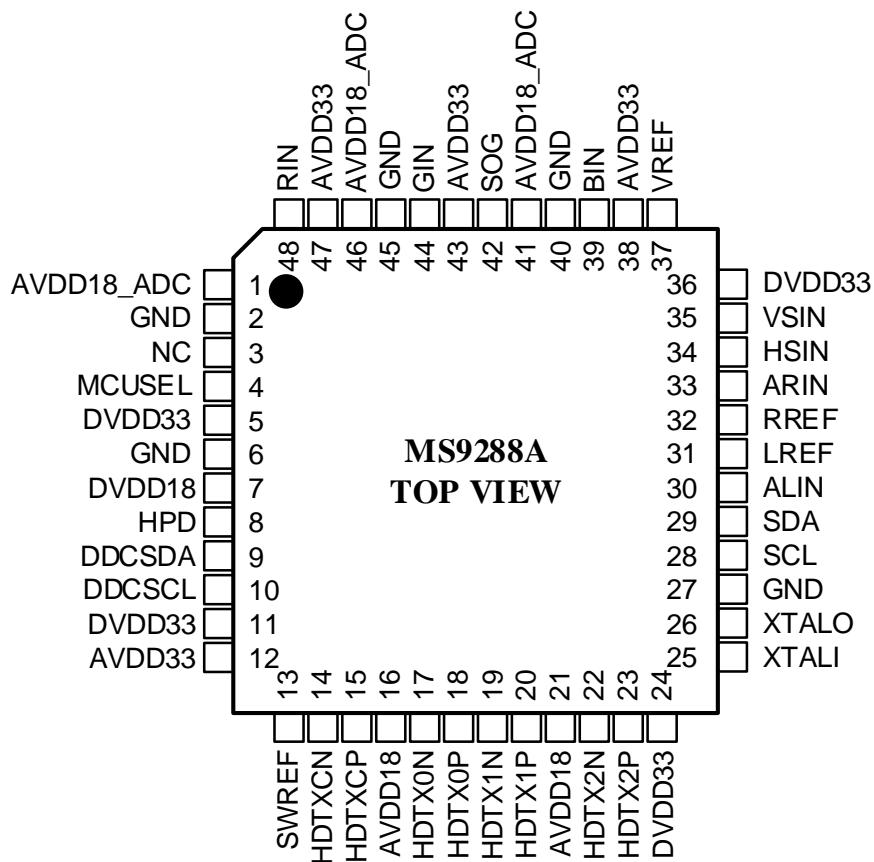 RIN
AVDD33
AVDD18_ADC
GND
GIN
AVDD33
SOG
AVDD18_ADC
GND
BIN
AVDD33
VREF
48 47 46 45 44 43 42 41 40 39 38 37
AVDD18_ADC 1
GND 2
NC 3
MCUSEL 4
DVDD33 5
GND 6
DVDD18 7
HPD 8
DDCSDA 9
DDCSCL 10
DVDD33 11
AVDD33 12
MS9288A
TOP VIEW
36 DVDD33
35 VSIN
34 HSIN
33 ARIN
32 RREF
31 LREF
30 ALIN
29 SDA
28 SCL
27 GND
26 XTALO
25 XTALI
13 14 15 16 17 18 19 20 21 22 23 24
SWREF
HDTXCN
HDTXCP
AVDD18
HDTX0N
HDTX0P
HDTX1N
HDTX1P
AVDD18
HDTX2N
HDTX2P
DVDD33